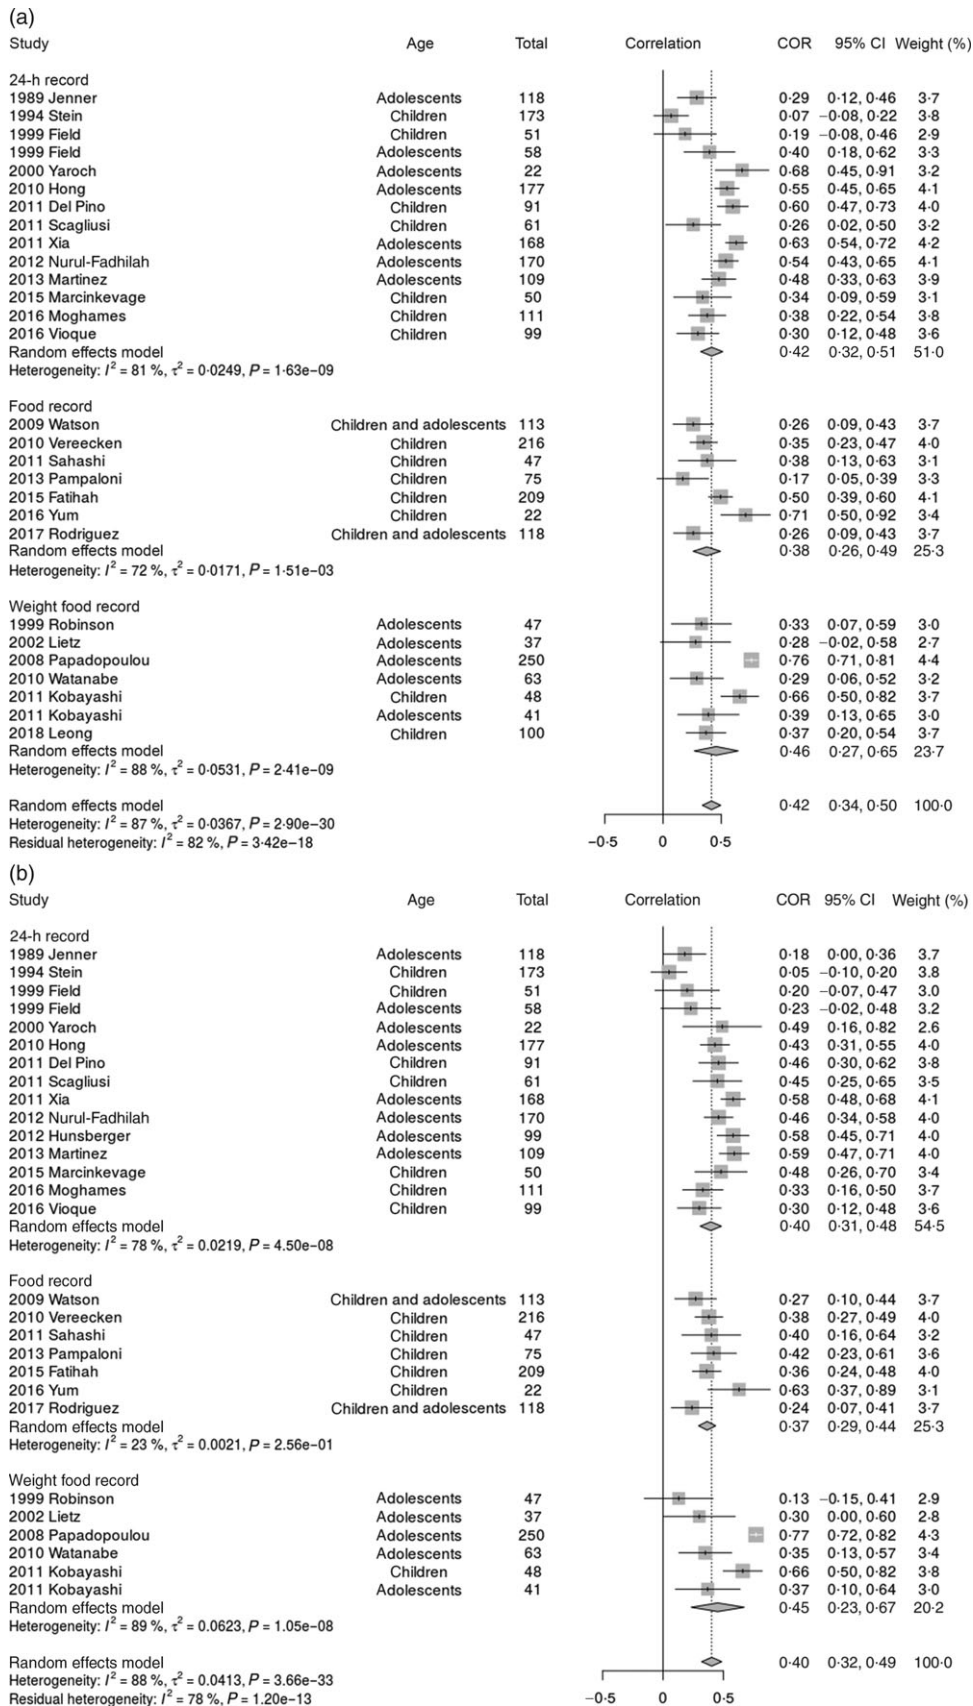 (a)
Study Age Total Correlation COR 95% CI Weight (%)
24-h record
1989 Jenner Adolescents 118 0·29 0·12, 0·46 3·7
1994 Stein Children 173 0·07 −0·08, 0·22 3·8
1999 Field Children 51 0·19 −0·08, 0·46 2·9
1999 Field Adolescents 58 0·40 0·18, 0·62 3·3
2000 Yaroch Adolescents 22 0·68 0·45, 0·91 3·2
2010 Hong Adolescents 177 0·55 0·45, 0·65 4·1
2011 Del Pino Children 91 0·60 0·47, 0·73 4·0
2011 Scagliusi Children 61 0·26 0·02, 0·50 3·2
2011 Xia Adolescents 168 0·63 0·54, 0·72 4·2
2012 Nurul-Fadhilah Adolescents 170 0·54 0·43, 0·65 4·1
2013 Martinez Adolescents 109 0·48 0·33, 0·63 3·9
2015 Marcinkevage Children 50 0·34 0·09, 0·59 3·1
2016 Moghames Children 111 0·38 0·22, 0·54 3·8
2016 Vioque Children 99 0·30 0·12, 0·48 3·6
Random effects model 0·42 0·32, 0·51 51·0
Heterogeneity: I² = 81 %, τ² = 0·0249, P = 1·63e−09
Food record
2009 Watson Children and adolescents 113 0·26 0·09, 0·43 3·7
2010 Vereecken Children 216 0·35 0·23, 0·47 4·0
2011 Sahashi Children 47 0·38 0·13, 0·63 3·1
2013 Pampaloni Children 75 0·17 0·05, 0·39 3·3
2015 Fatihah Children 209 0·50 0·39, 0·60 4·1
2016 Yum Children 22 0·71 0·50, 0·92 3·4
2017 Rodriguez Children and adolescents 118 0·26 0·09, 0·43 3·7
Random effects model 0·38 0·26, 0·49 25·3
Heterogeneity: I² = 72 %, τ² = 0·0171, P = 1·51e−03
Weight food record
1999 Robinson Adolescents 47 0·33 0·07, 0·59 3·0
2002 Lietz Adolescents 37 0·28 −0·02, 0·58 2·7
2008 Papadopoulou Adolescents 250 0·76 0·71, 0·81 4·4
2010 Watanabe Adolescents 63 0·29 0·06, 0·52 3·2
2011 Kobayashi Children 48 0·66 0·50, 0·82 3·7
2011 Kobayashi Adolescents 41 0·39 0·13, 0·65 3·0
2018 Leong Children 100 0·37 0·20, 0·54 3·7
Random effects model 0·46 0·27, 0·65 23·7
Heterogeneity: I² = 88 %, τ² = 0·0531, P = 2·41e−09
Random effects model 0·42 0·34, 0·50 100·0
Heterogeneity: I² = 87 %, τ² = 0·0367, P = 2·90e−30
Residual heterogeneity: I² = 82 %, P = 3·42e−18
−0·5 0 0·5
(b)
Study Age Total Correlation COR 95% CI Weight (%)
24-h record
1989 Jenner Adolescents 118 0·18 0·00, 0·36 3·7
1994 Stein Children 173 0·05 −0·10, 0·20 3·8
1999 Field Children 51 0·20 −0·07, 0·47 3·0
1999 Field Adolescents 58 0·23 −0·02, 0·48 3·2
2000 Yaroch Adolescents 22 0·49 0·16, 0·82 2·6
2010 Hong Adolescents 177 0·43 0·31, 0·55 4·0
2011 Del Pino Children 91 0·46 0·30, 0·62 3·8
2011 Scagliusi Children 61 0·45 0·25, 0·65 3·5
2011 Xia Adolescents 168 0·58 0·48, 0·68 4·1
2012 Nurul-Fadhilah Adolescents 170 0·46 0·34, 0·58 4·0
2012 Hunsberger Adolescents 99 0·58 0·45, 0·71 4·0
2013 Martinez Adolescents 109 0·59 0·47, 0·71 4·0
2015 Marcinkevage Children 50 0·48 0·26, 0·70 3·4
2016 Moghames Children 111 0·33 0·16, 0·50 3·7
2016 Vioque Children 99 0·30 0·12, 0·48 3·6
Random effects model 0·40 0·31, 0·48 54·5
Heterogeneity: I² = 78 %, τ² = 0·0219, P = 4·50e−08
Food record
2009 Watson Children and adolescents 113 0·27 0·10, 0·44 3·7
2010 Vereecken Children 216 0·38 0·27, 0·49 4·0
2011 Sahashi Children 47 0·40 0·16, 0·64 3·2
2013 Pampaloni Children 75 0·42 0·23, 0·61 3·6
2015 Fatihah Children 209 0·36 0·24, 0·48 4·0
2016 Yum Children 22 0·63 0·37, 0·89 3·1
2017 Rodriguez Children and adolescents 118 0·24 0·07, 0·41 3·7
Random effects model 0·37 0·29, 0·44 25·3
Heterogeneity: I² = 23 %, τ² = 0·0021, P = 2·56e−01
Weight food record
1999 Robinson Adolescents 47 0·13 −0·15, 0·41 2·9
2002 Lietz Adolescents 37 0·30 0·00, 0·60 2·8
2008 Papadopoulou Adolescents 250 0·77 0·72, 0·82 4·3
2010 Watanabe Adolescents 63 0·35 0·13, 0·57 3·4
2011 Kobayashi Children 48 0·66 0·50, 0·82 3·8
2011 Kobayashi Adolescents 41 0·37 0·10, 0·64 3·0
Random effects model 0·45 0·23, 0·67 20·2
Heterogeneity: I² = 89 %, τ² = 0·0623, P = 1·05e−08
Random effects model 0·40 0·32, 0·49 100·0
Heterogeneity: I² = 88 %, τ² = 0·0413, P = 3·66e−33
Residual heterogeneity: I² = 78 %, P = 1·20e−13
−0·5 0 0·5